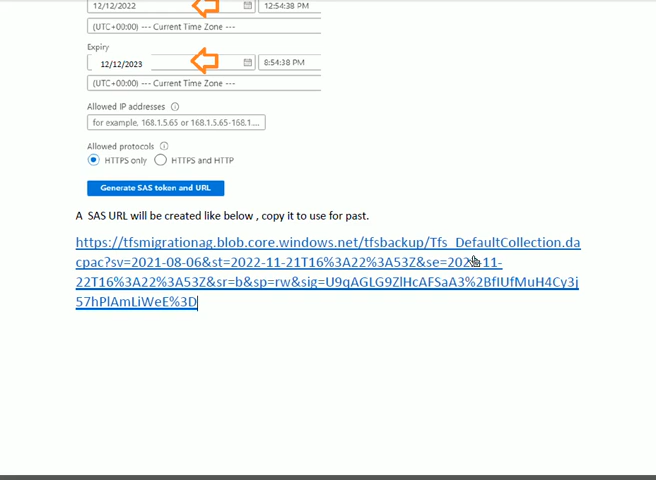 12/12/2022 12:54:38 PM
(UTC+00:00) --- Current Time Zone ---
Expiry
12/12/2023 8:54:38 PM
(UTC+00:00) --- Current Time Zone ---
Allowed IP addresses
for example, 168.1.5.65 or 168.1.5.65-168.1....
Allowed protocols
HTTPS only HTTPS and HTTP
Generate SAS token and URL
A SAS URL will be created like below , copy it to use for past.
https://tfsmigrationag.blob.core.windows.net/tfsbackup/Tfs_DefaultCollection.da
cpac?sv=2021-08-06&st=2022-11-21T16%3A22%3A53Z&se=202 -11-
22T16%3A22%3A53Z&sr=b&sp=rw&sig=U9qAGLG9ZlHcAFSaA3%2BfIUfMuH4Cy3j
57hPlAmLiWeE%3D